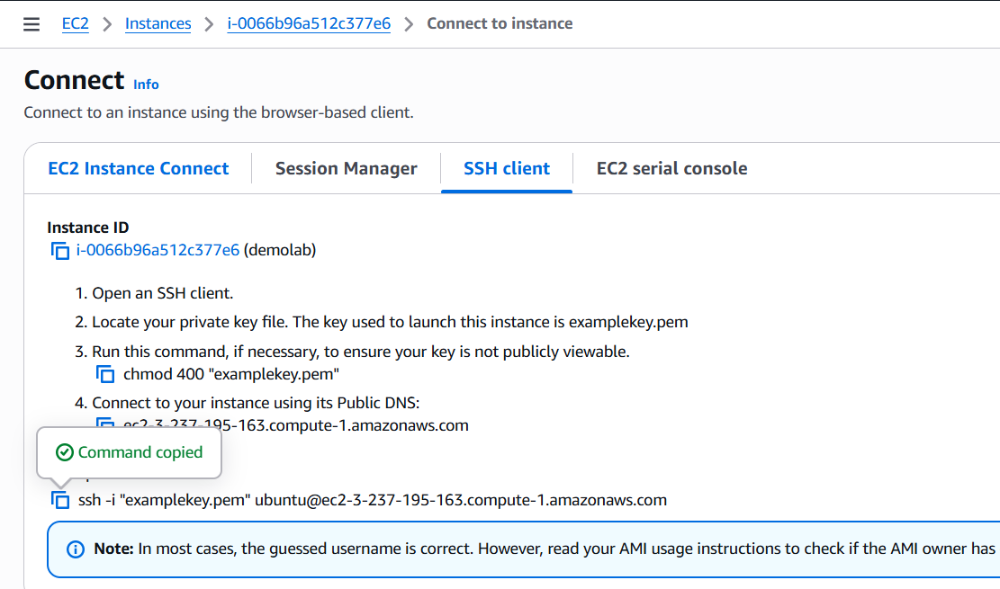 EC2 > Instances > i-0066b96a512c377e6 > Connect to instance
Connect Info
Connect to an instance using the browser-based client.
EC2 Instance Connect Session Manager SSH client EC2 serial console
Instance ID
i-0066b96a512c377e6 (demolab)
1. Open an SSH client.
2. Locate your private key file. The key used to launch this instance is examplekey.pem
3. Run this command, if necessary, to ensure your key is not publicly viewable.
chmod 400 "examplekey.pem"
4. Connect to your instance using its Public DNS:
ec2-3-237-195-163.compute-1.amazonaws.com
Command copied
ssh -i "examplekey.pem" ubuntu@ec2-3-237-195-163.compute-1.amazonaws.com
Note: In most cases, the guessed username is correct. However, read your AMI usage instructions to check if the AMI owner has